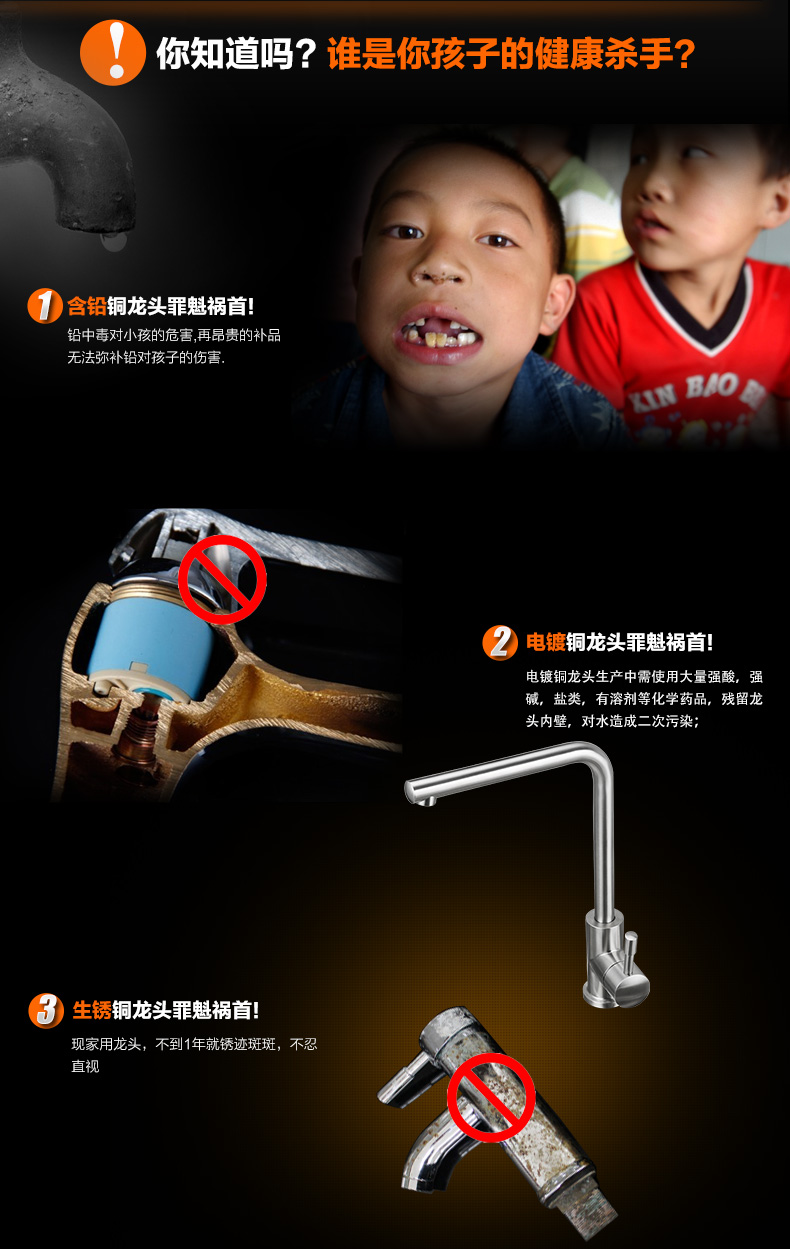 你知道吗？谁是你孩子的健康杀手？
1 含铅铜龙头罪魁祸首！
铅中毒对小孩的危害,再昂贵的补品
无法弥补铅对孩子的伤害.
XIN BAO
2 电镀铜龙头罪魁祸首！
电镀铜龙头生产中需使用大量强酸，强
碱，盐类，有溶剂等化学药品，残留龙
头内壁，对水造成二次污染；
3 生锈铜龙头罪魁祸首！
现家用龙头，不到1年就锈迹斑斑，不忍
直视